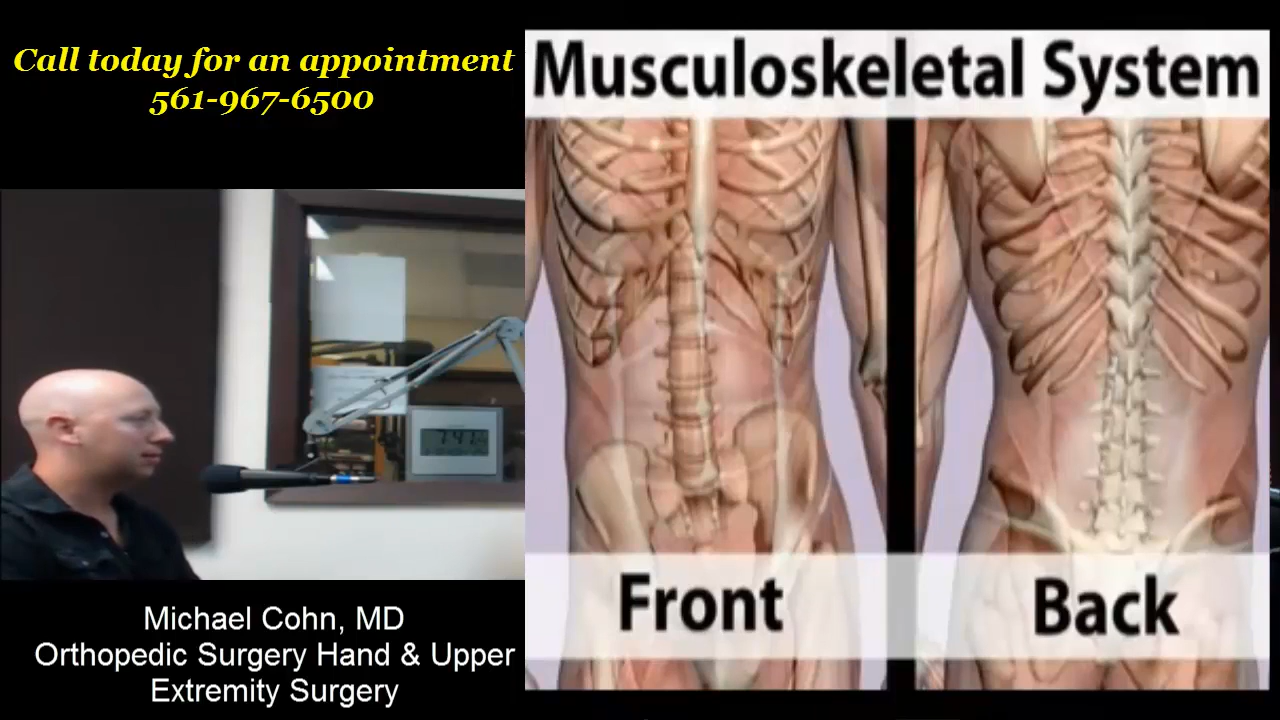 Call today for an appointment
561-967-6500
Musculoskeletal System
Front
Back
Michael Cohn, MD
Orthopedic Surgery Hand & Upper
Extremity Surgery